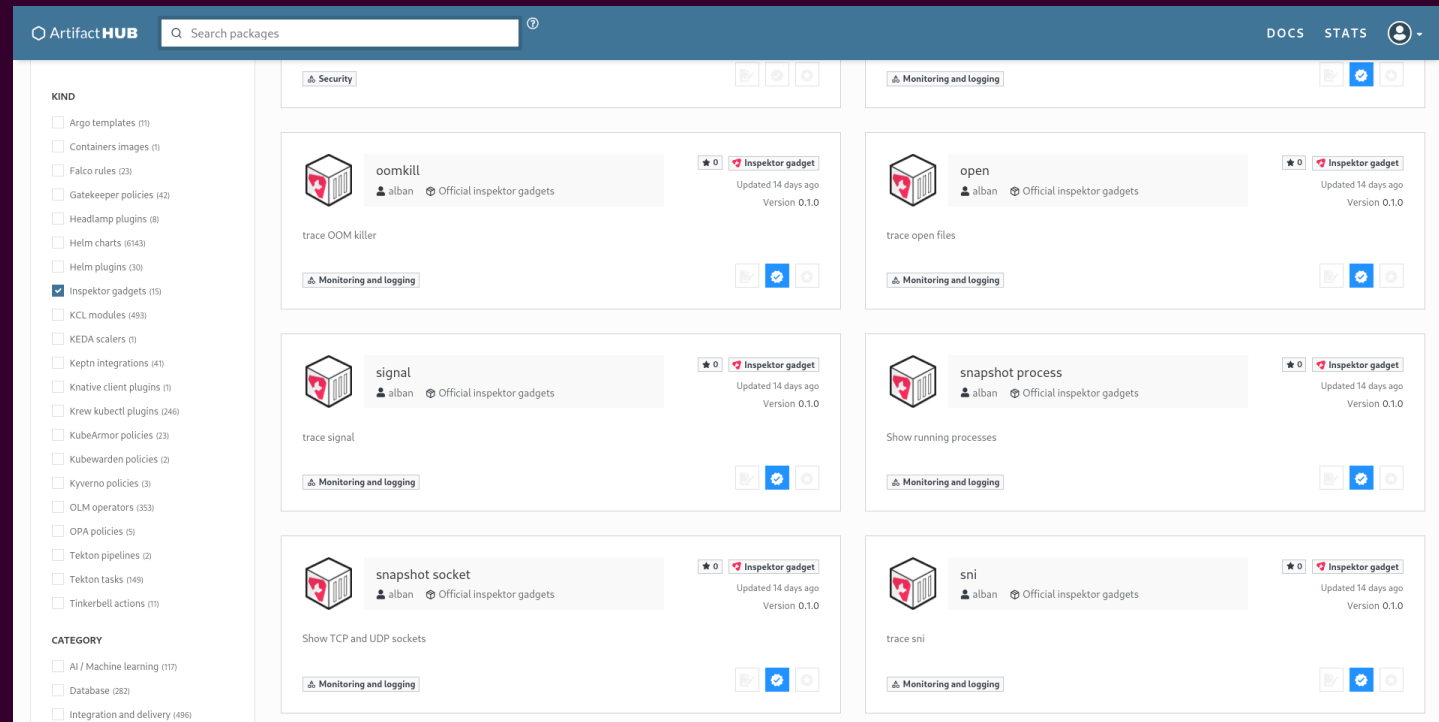 ArtifactHUB
Search packages
DOCS STATS
KIND
Argo templates (11)
Containers images (1)
Falco rules (23)
Gatekeeper policies (42)
Headlamp plugins (8)
Helm charts (6143)
Helm plugins (30)
Inspektor gadgets (15)
KCL modules (493)
KEDA scalers (1)
Keptn integrations (41)
Knative client plugins (1)
Krew kubectl plugins (246)
KubeArmor policies (23)
Kubewarden policies (2)
Kyverno policies (3)
OLM operators (353)
OPA policies (5)
Tekton pipelines (2)
Tekton tasks (149)
Tinkerbell actions (11)
CATEGORY
AI / Machine learning (117)
Database (282)
Integration and delivery (496)
Security
Monitoring and logging
oomkill
alban Official inspektor gadgets
0 Inspektor gadget
Updated 14 days ago
Version 0.1.0
trace OOM killer
Monitoring and logging
open
alban Official inspektor gadgets
0 Inspektor gadget
Updated 14 days ago
Version 0.1.0
trace open files
Monitoring and logging
signal
alban Official inspektor gadgets
0 Inspektor gadget
Updated 14 days ago
Version 0.1.0
trace signal
Monitoring and logging
snapshot process
alban Official inspektor gadgets
0 Inspektor gadget
Updated 14 days ago
Version 0.1.0
Show running processes
Monitoring and logging
snapshot socket
alban Official inspektor gadgets
0 Inspektor gadget
Updated 14 days ago
Version 0.1.0
Show TCP and UDP sockets
Monitoring and logging
sni
alban Official inspektor gadgets
0 Inspektor gadget
Updated 14 days ago
Version 0.1.0
trace sni
Monitoring and logging